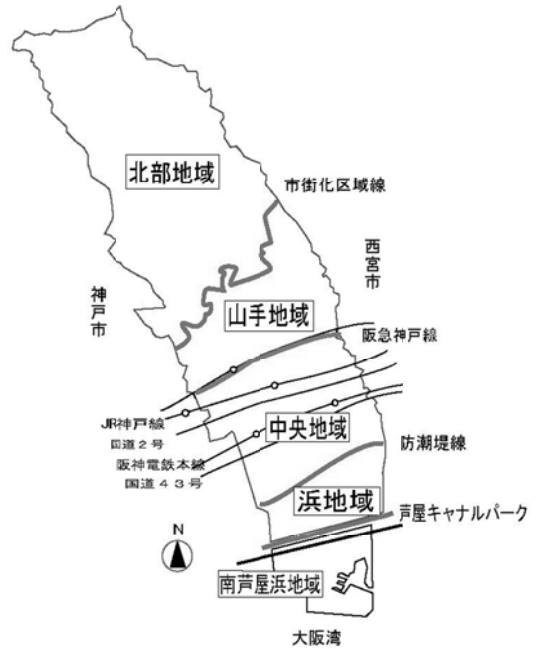 北部地域
市街化区域線
西宮市
神戸市
山手地域
阪急神戸線
JR神戸線
国道2号
中央地域
防潮堤線
阪神電鉄本線
国道43号
浜地域
芦屋キャナルパーク
N
南芦屋浜地域
大阪湾